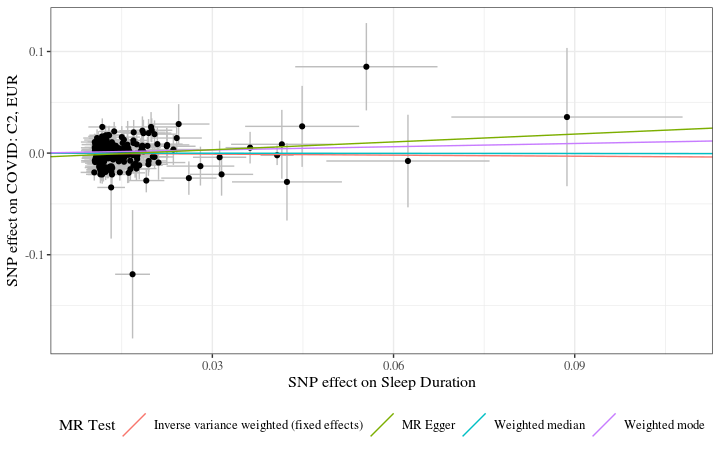 SNP effect on COVID: C2, EUR
0.1
0.0
-0.1
0.03 0.06 0.09
SNP effect on Sleep Duration
MR Test Inverse variance weighted (fixed effects) MR Egger Weighted median Weighted mode